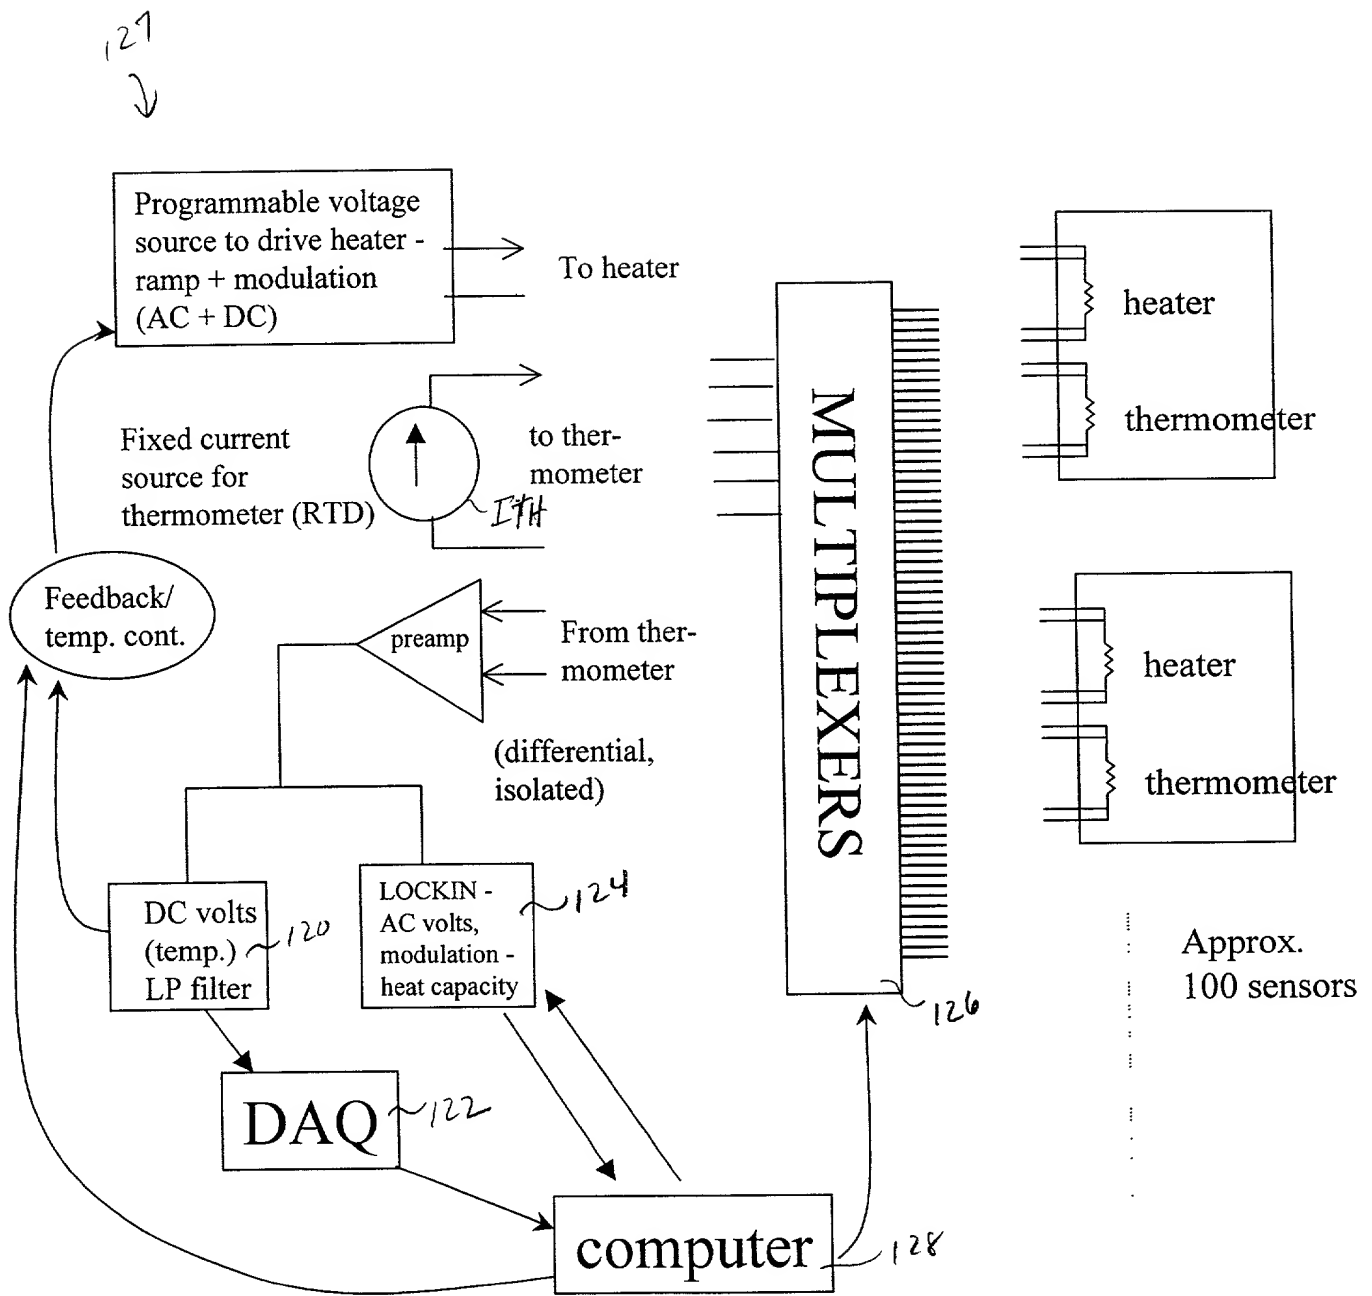 127
Programmable voltage
source to drive heater -
ramp + modulation
(AC + DC)
To heater
heater
thermometer
Fixed current
source for
thermometer (RTD)
to ther-
mometer
ITH
MULTIPLEXERS
Feedback/
temp. cont.
preamp
From ther-
mometer
(differential,
isolated)
heater
thermometer
DC volts
(temp.)
LP filter
120
LOCKIN -
AC volts,
modulation -
heat capacity
124
126
Approx.
100 sensors
DAQ
122
computer
128